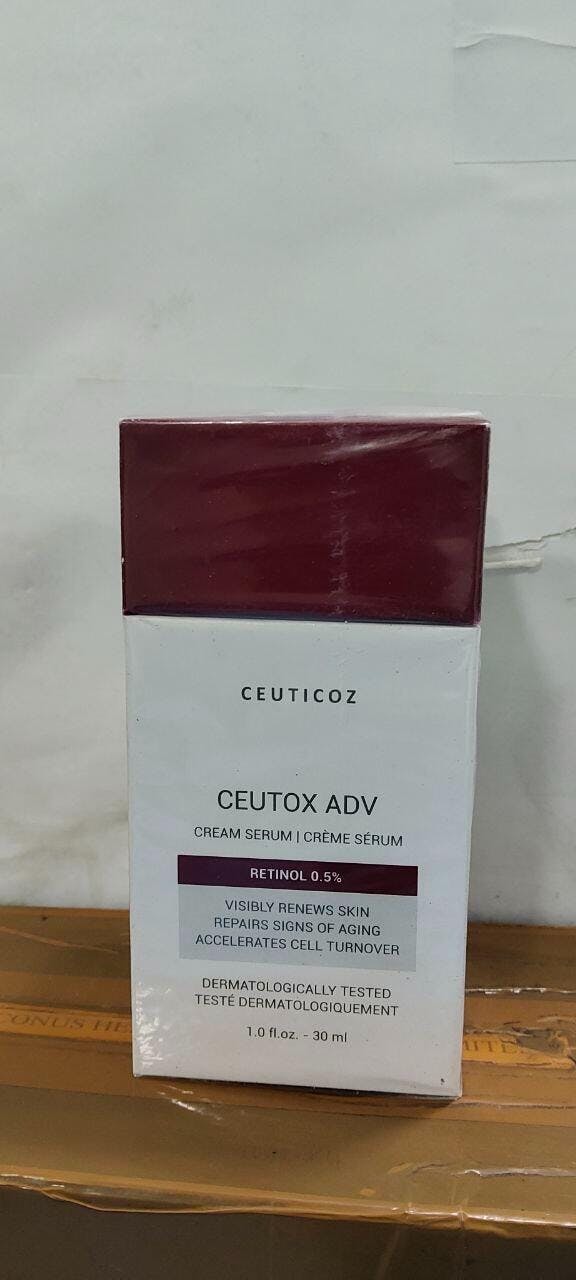 CEUTICOZ
CEUTOX ADV
CREAM SERUM | CRÈME SÉRUM
RETINOL 0.5%
VISIBLY RENEWS SKIN
REPAIRS SIGNS OF AGING
ACCELERATES CELL TURNOVER
DERMATOLOGICALLY TESTED
TESTÉ DERMATOLOGIQUEMENT
1.0 fl.oz. - 30 ml